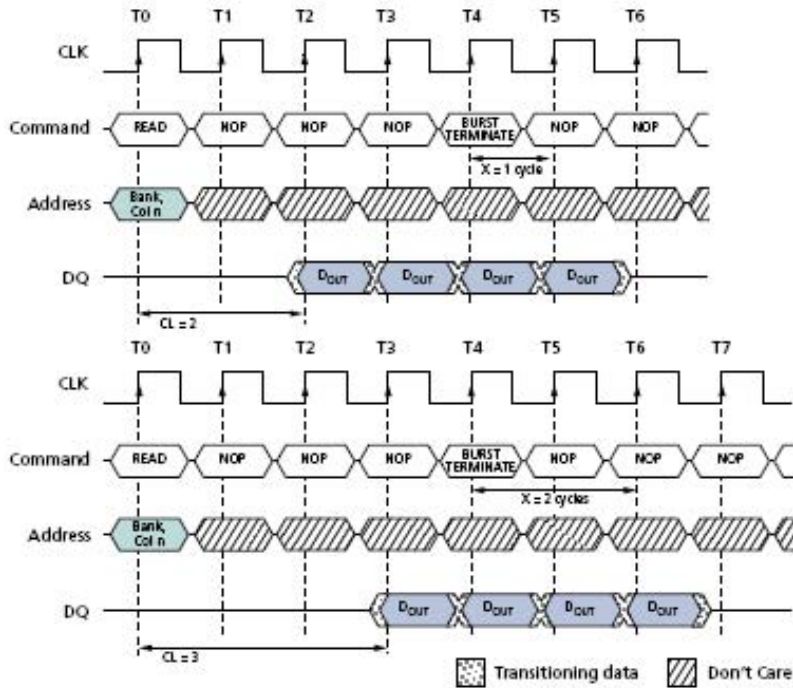 T0 T1 T2 T3 T4 T5 T6
CLK
Command READ NOP NOP NOP BURST TERMINATE NOP NOP
X = 1 cycle
Address Bank, Col n
DQ DOUT DOUT DOUT DOUT
CL = 2
T0 T1 T2 T3 T4 T5 T6 T7
CLK
Command READ NOP NOP NOP BURST TERMINATE NOP NOP NOP
X = 2 cycles
Address Bank, Col n
DQ DOUT DOUT DOUT DOUT
CL = 3
Transitioning data Don't Care